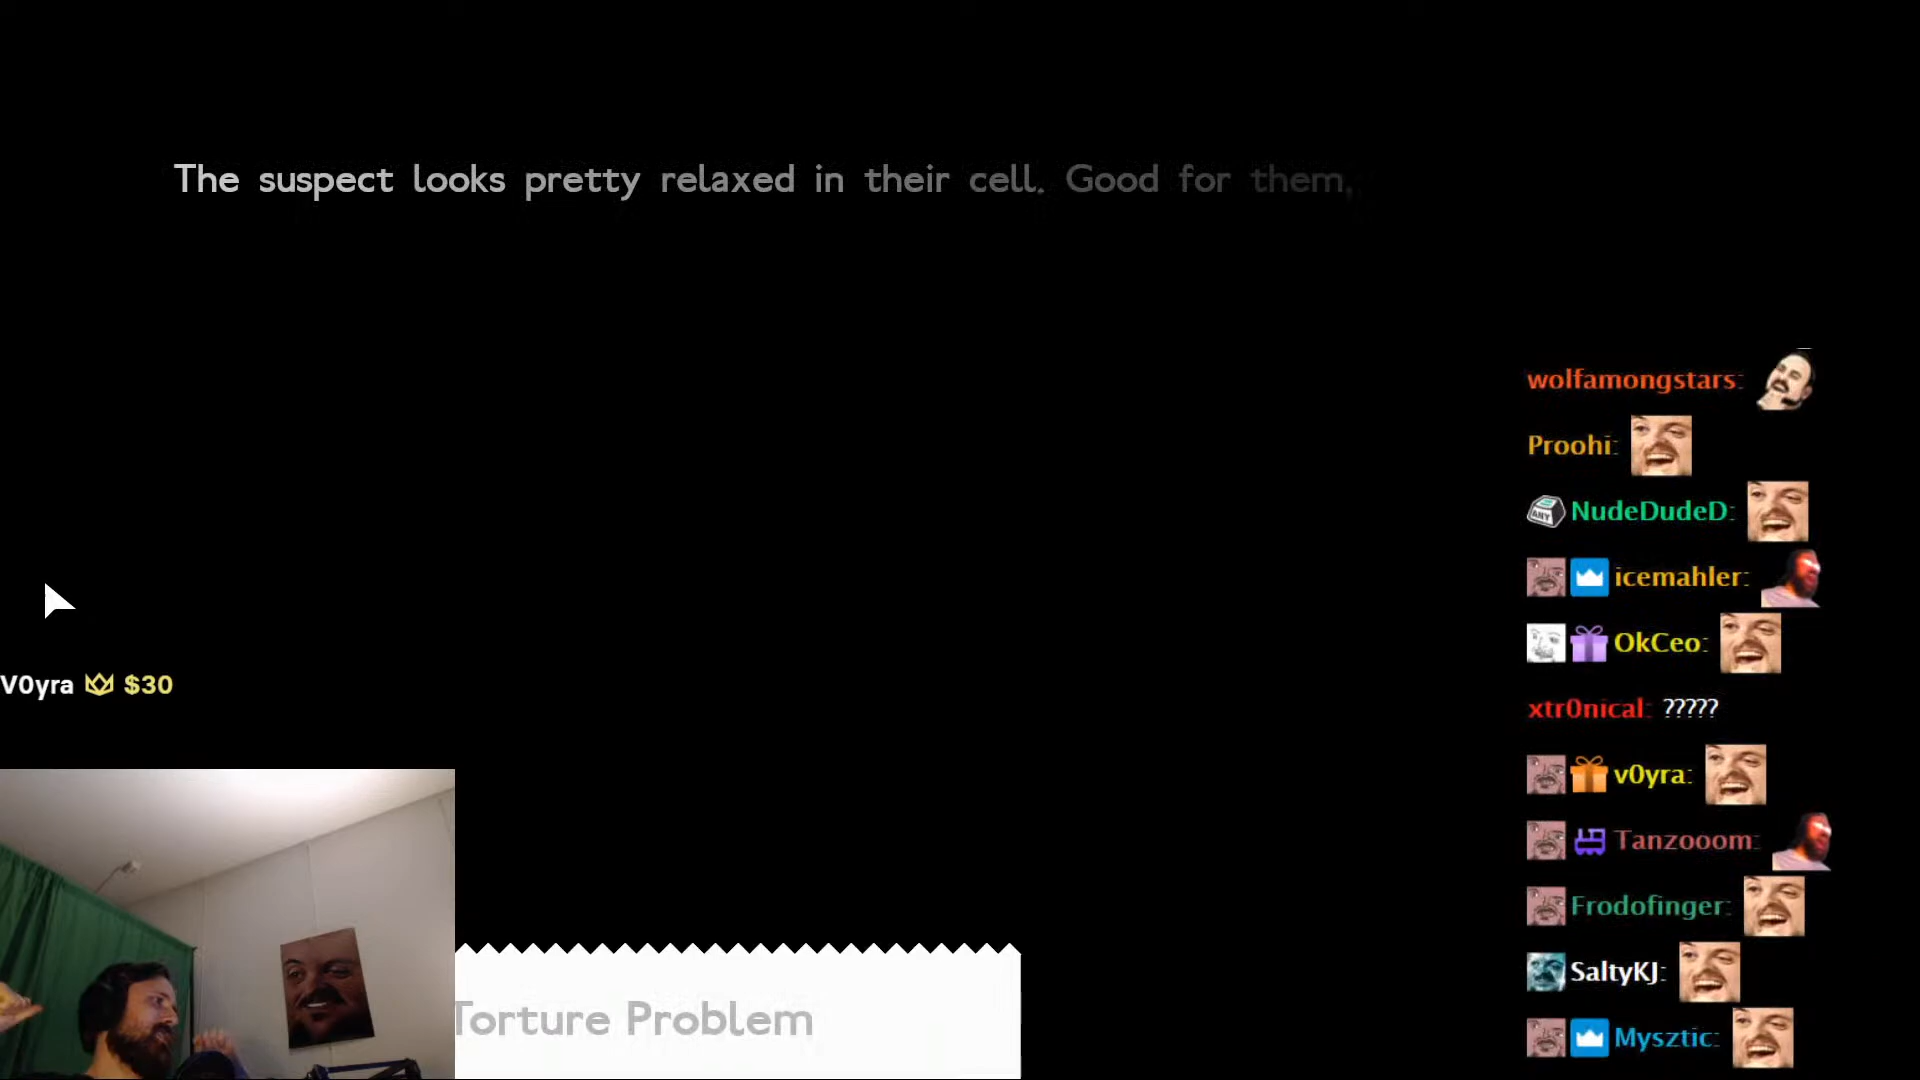 The suspect looks pretty relaxed in their cell. Good for them,
wolfamongstars:
Proohi:
ANY NudeDudeD:
icemahler:
OkCeo:
xtr0nical: ?????
V0yra $30
v0yra:
Tanzooom:
Frodofinger:
SaltyKJ:
Torture Problem
Mysztic: